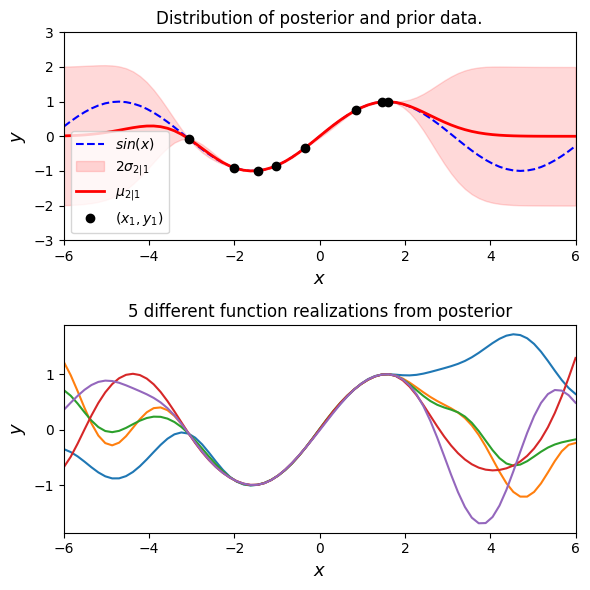 Distribution of posterior and prior data.
3
2
1
0
−1
−2
−3
y
sin(x)
2σ2|1
μ2|1
(x1, y1)
−6 −4 −2 0 2 4 6
x
5 different function realizations from posterior
1
0
−1
y
−6 −4 −2 0 2 4 6
x